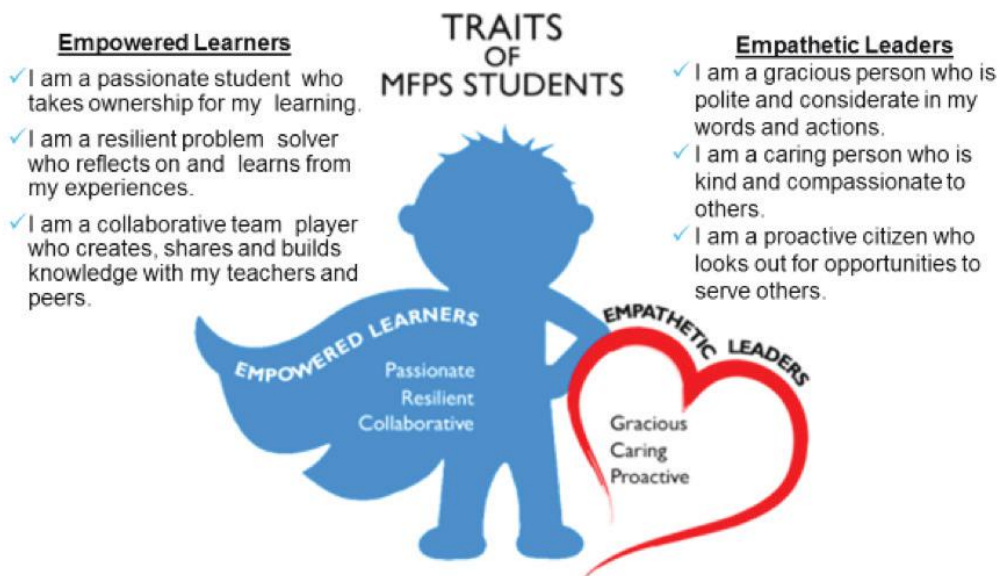 TRAITS
OF
MFPS STUDENTS
Empowered Learners
✓I am a passionate student who
takes ownership for my learning.
✓I am a resilient problem solver
who reflects on and learns from
my experiences.
✓I am a collaborative team player
who creates, shares and builds
knowledge with my teachers and
peers.
Empathetic Leaders
✓I am a gracious person who is
polite and considerate in my
words and actions.
✓I am a caring person who is
kind and compassionate to
others.
✓I am a proactive citizen who
looks out for opportunities to
serve others.
EMPOWERED LEARNERS
Passionate
Resilient
Collaborative
EMPATHETIC LEADERS
Gracious
Caring
Proactive